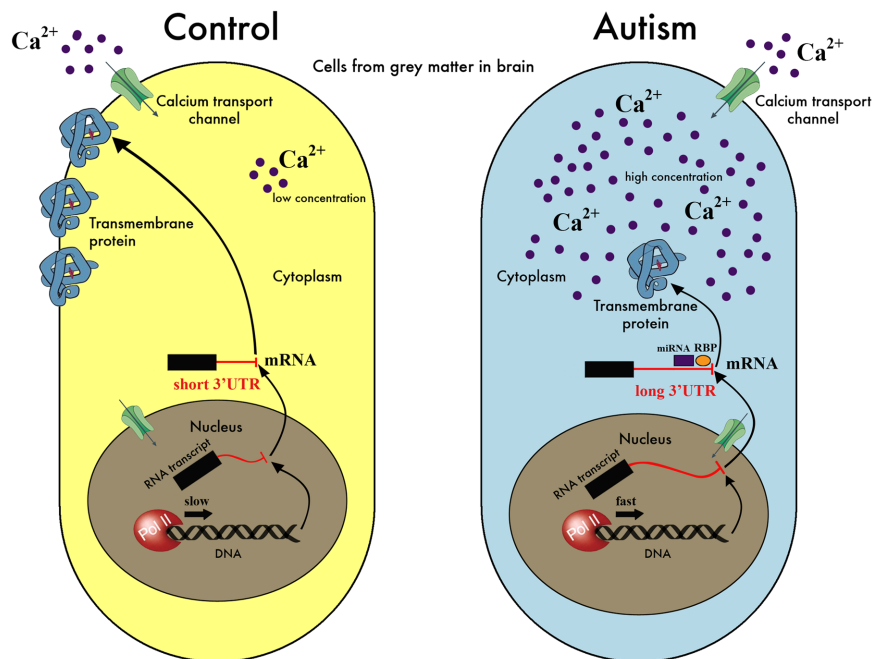 Control
Autism
Cells from grey matter in brain
Ca²⁺
Calcium transport
channel
Ca²⁺
low concentration
Transmembrane
protein
Cytoplasm
mRNA
short 3'UTR
Nucleus
RNA transcript
slow
Pol II
DNA
Ca²⁺
Calcium transport
channel
Ca²⁺
high concentration
Ca²⁺
Ca²⁺
Cytoplasm
Transmembrane
protein
miRNA RBP
mRNA
long 3'UTR
Nucleus
RNA transcript
fast
Pol II
DNA